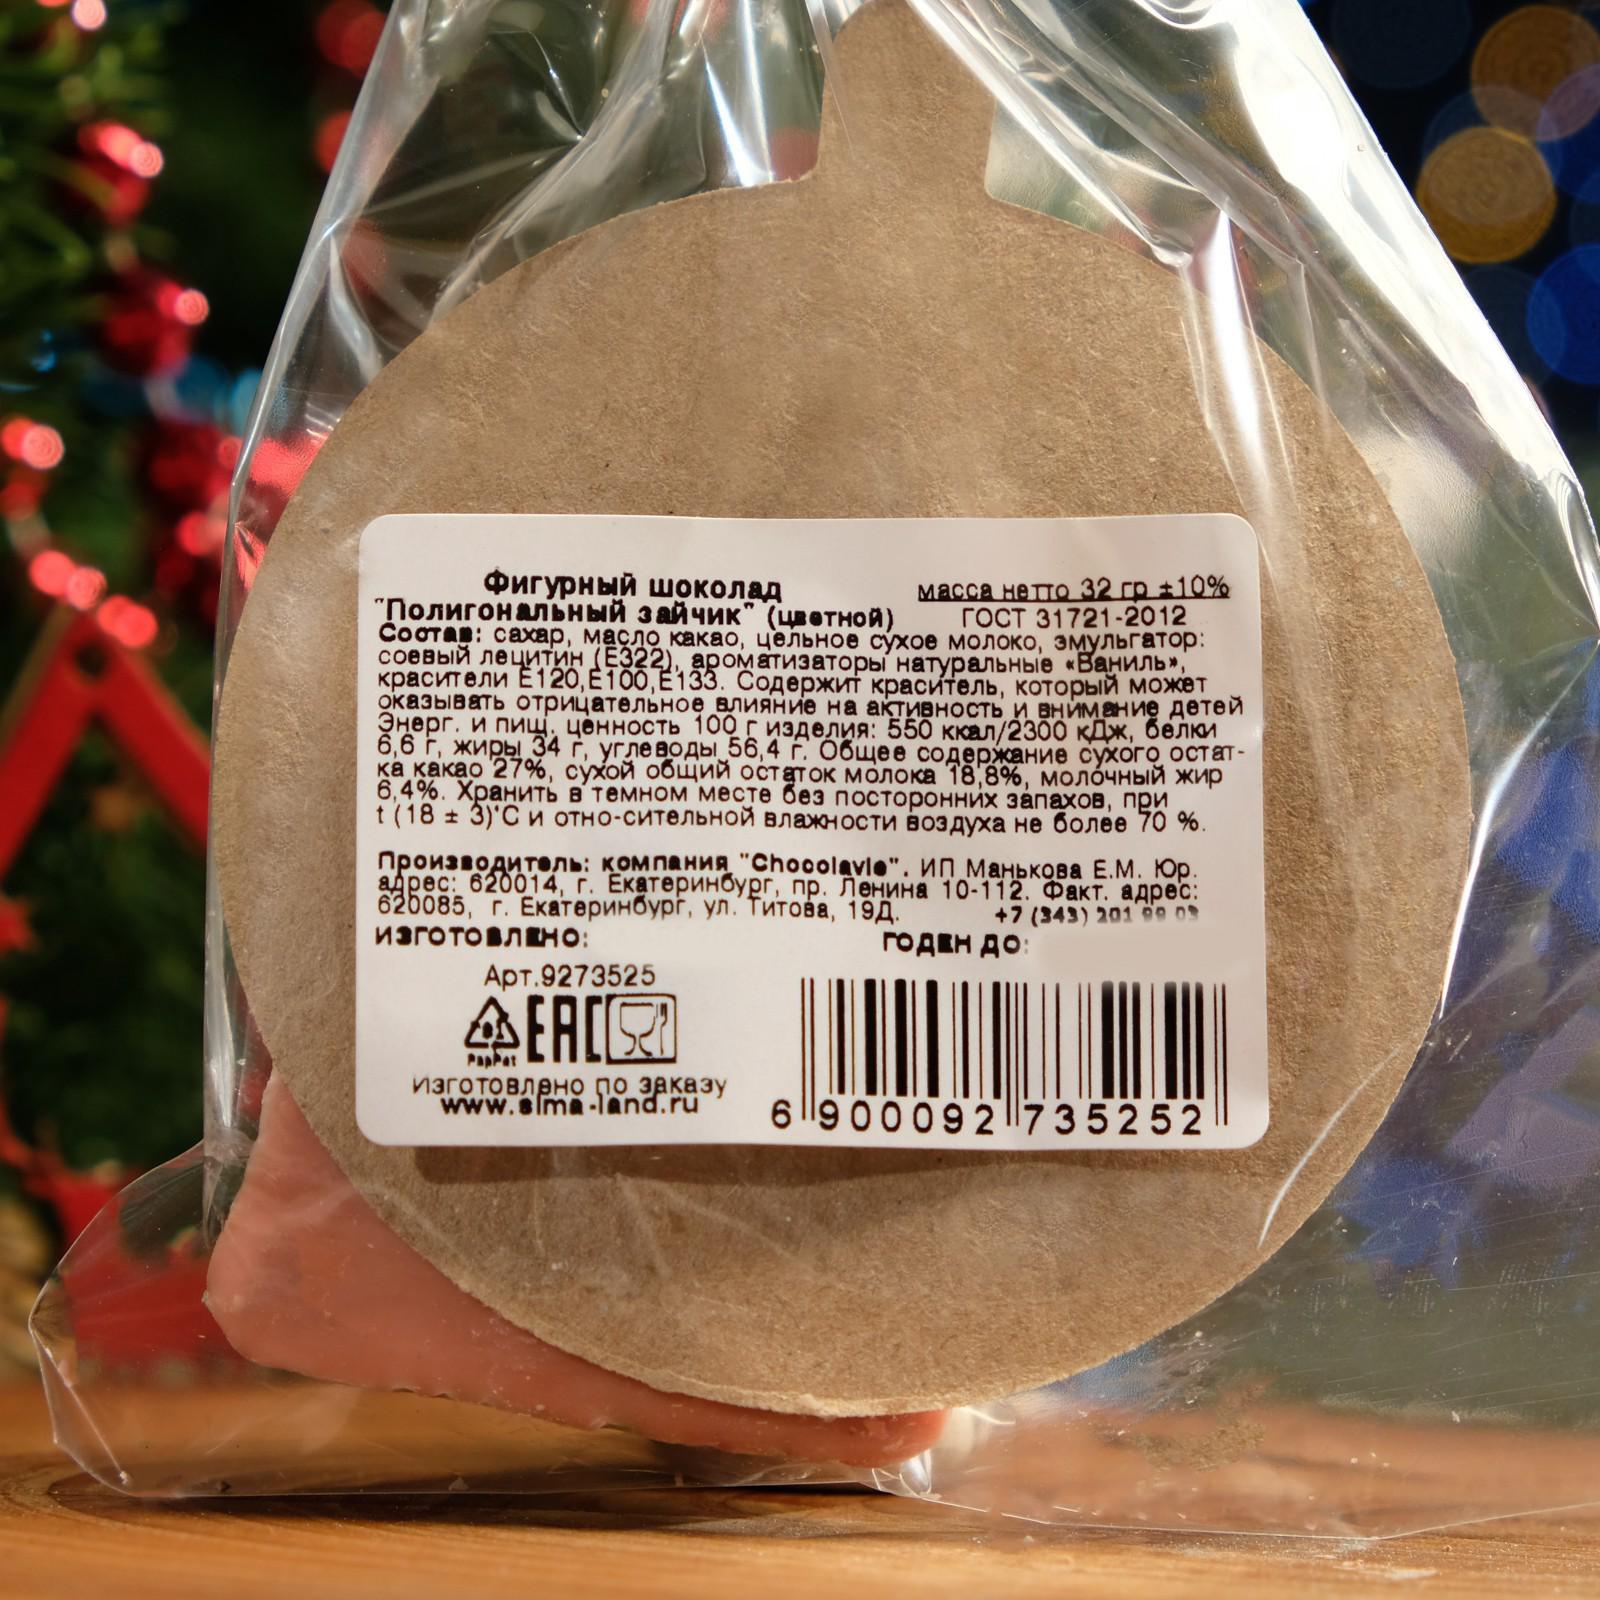 Фигурный шоколад
"Полигональный зайчик" (цветной)
масса нетто 32 гр ±10%
ГОСТ 31721-2012
Состав: сахар, масло какао, цельное сухое молоко, эмульгатор:
соевый лецитин (Е322), ароматизаторы натуральные «Ваниль»,
красители Е120,Е100,Е133. Содержит краситель, который может
оказывать отрицательное влияние на активность и внимание детей
Энерг. и пищ. ценность 100 г изделия: 550 ккал/2300 кДж, белки
6,6 г, жиры 34 г, углеводы 56,4 г. Общее содержание сухого остат-
ка какао 27%, сухой общий остаток молока 18,8%, молочный жир
6,4%. Хранить в темном месте без посторонних запахов, при
t (18 ± 3)°С и отно-сительной влажности воздуха не более 70 %.
Производитель: компания "Chocolavie". ИП Манькова Е.М. Юр.
адрес: 620014, г. Екатеринбург, пр. Ленина 10-112. Факт. адрес:
620085, г. Екатеринбург, ул. Титова, 19Д.
+7 (343) 201 99 03
ИЗГОТОВЛЕНО:
ГОДЕН ДО:
Арт.9273525
ЕАС
Изготовлено по заказу
www.sima-land.ru
6 900092 735252